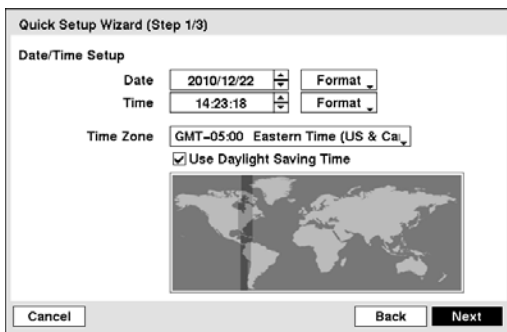 Quick Setup Wizard (Step 1/3)
Date/Time Setup
Date 2010/12/22 Format
Time 14:23:18 Format
Time Zone GMT-05:00 Eastern Time (US & Ca
Use Daylight Saving Time
Cancel Back Next